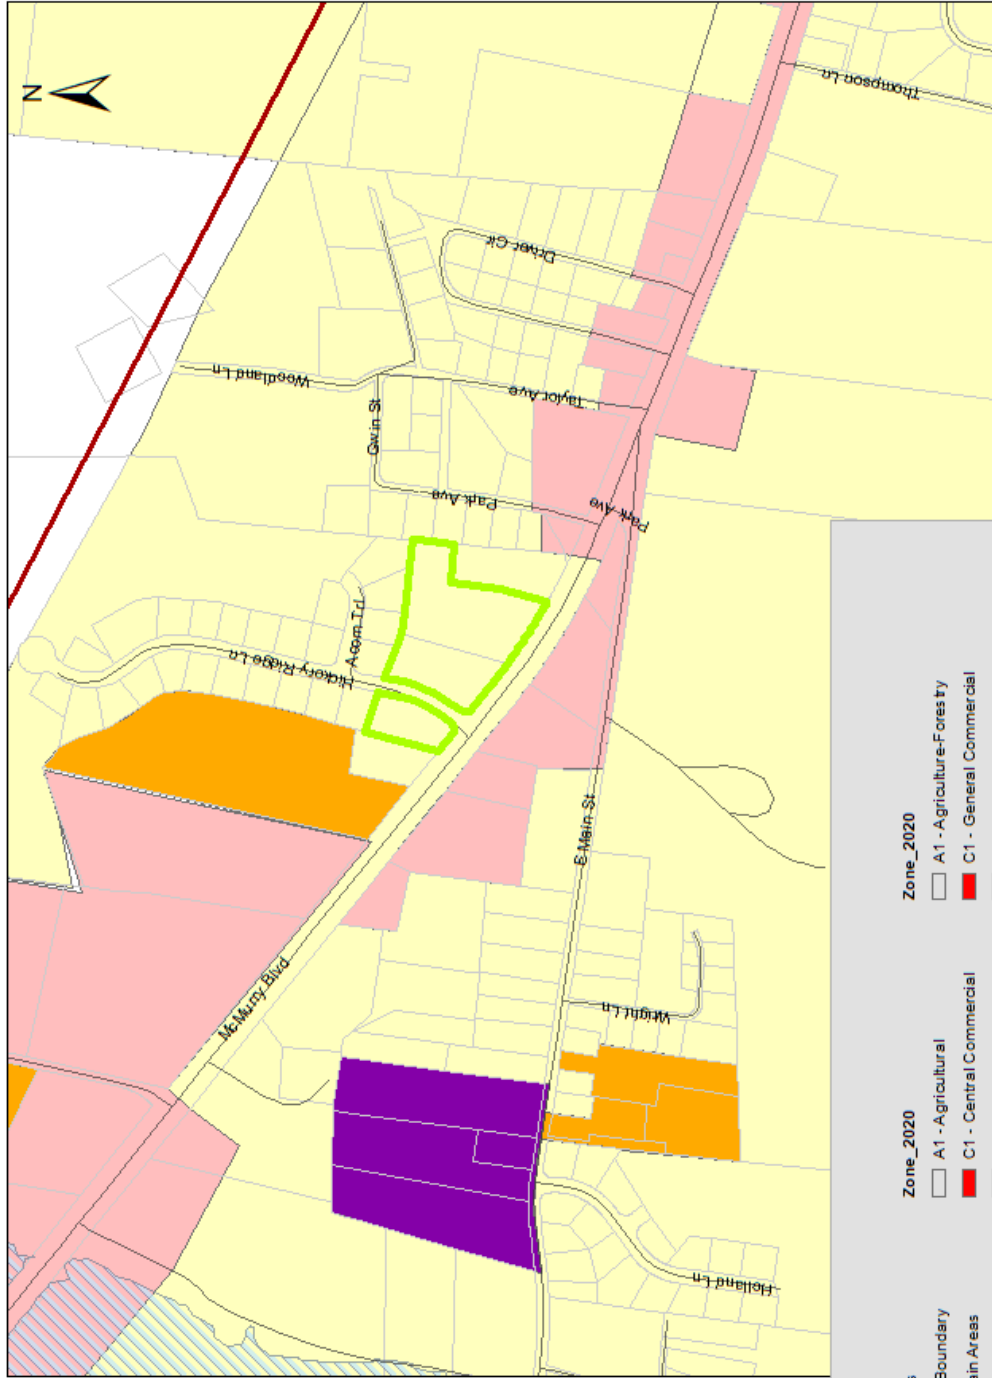 N
Thompson Ln
Driver Cir
Woodland Ln
Taylor Ave
Gwin St
Park Ave
Park Ave
Acorn Trl
Hickory Ridge Ln
E Main St
McMurry Blvd
Wright Ln
Holland Ln
Zone_2020
A1 - Agricultural
C1 - Central Commercial
Zone_2020
A1 - Agriculture-Forestry
C1 - General Commercial
s
Boundary
ain Areas